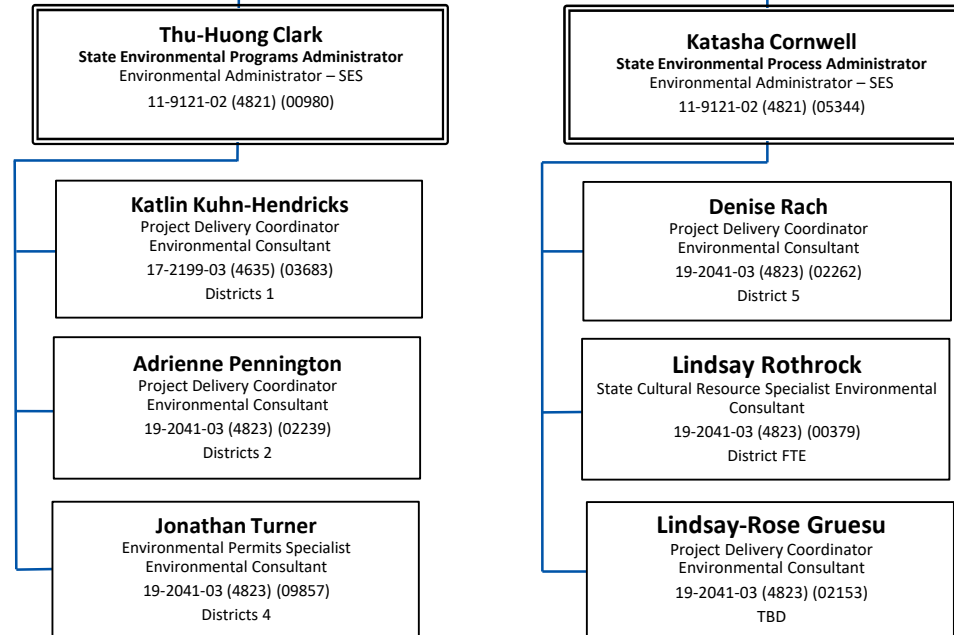 Thu-Huong Clark
State Environmental Programs Administrator
Environmental Administrator – SES
11-9121-02 (4821) (00980)
Katlin Kuhn-Hendricks
Project Delivery Coordinator
Environmental Consultant
17-2199-03 (4635) (03683)
Districts 1
Adrienne Pennington
Project Delivery Coordinator
Environmental Consultant
19-2041-03 (4823) (02239)
Districts 2
Jonathan Turner
Environmental Permits Specialist
Environmental Consultant
19-2041-03 (4823) (09857)
Districts 4
Katasha Cornwell
State Environmental Process Administrator
Environmental Administrator – SES
11-9121-02 (4821) (05344)
Denise Rach
Project Delivery Coordinator
Environmental Consultant
19-2041-03 (4823) (02262)
District 5
Lindsay Rothrock
State Cultural Resource Specialist Environmental
Consultant
19-2041-03 (4823) (00379)
District FTE
Lindsay-Rose Gruesu
Project Delivery Coordinator
Environmental Consultant
19-2041-03 (4823) (02153)
TBD